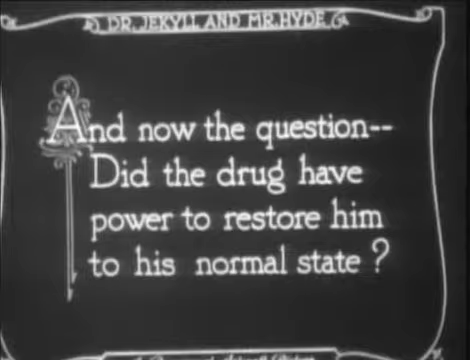 DR. JEKYLL AND MR. HYDE
And now the question--
Did the drug have
power to restore him
to his normal state?